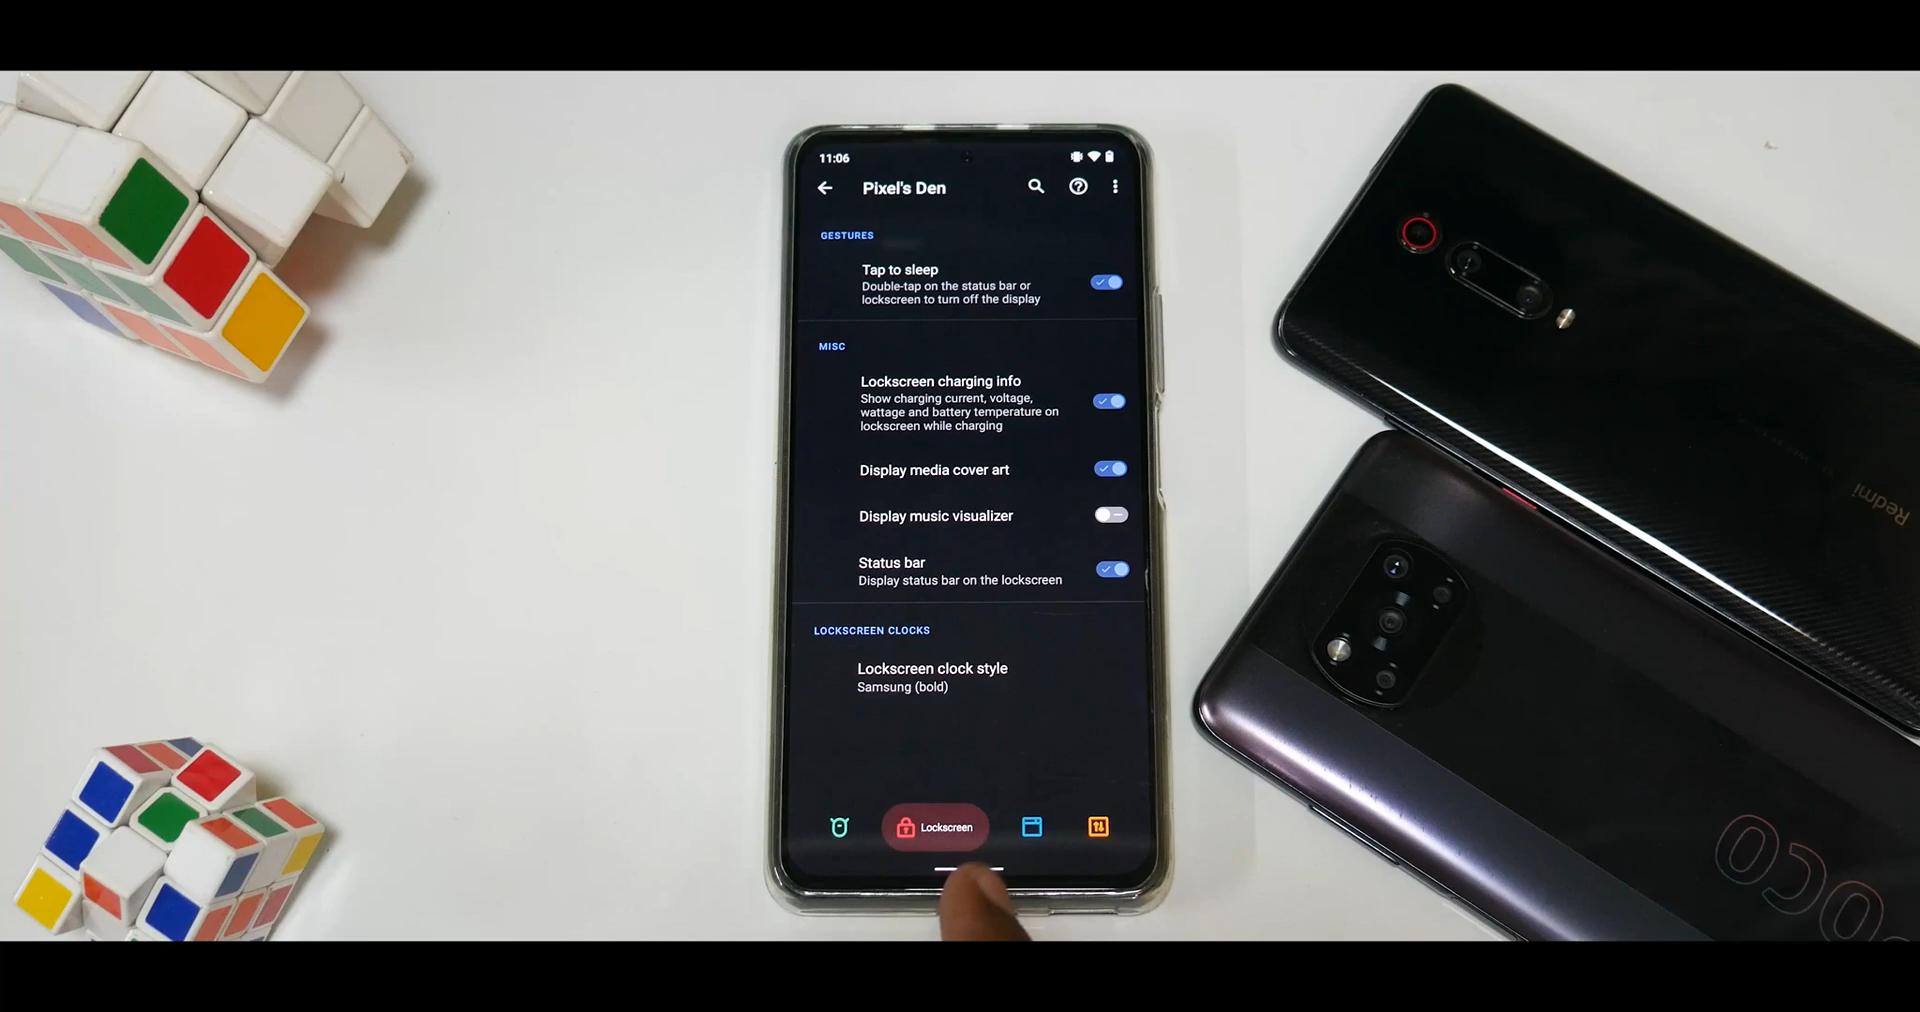 11:06
Pixel's Den
GESTURES
Tap to sleep
Double-tap on the status bar or
lockscreen to turn off the display
MISC
Lockscreen charging info
Show charging current, voltage,
wattage and battery temperature on
lockscreen while charging
Display media cover art
Display music visualizer
Status bar
Display status bar on the lockscreen
LOCKSCREEN CLOCKS
Lockscreen clock style
Samsung (bold)
Lockscreen
Redmi
POCO